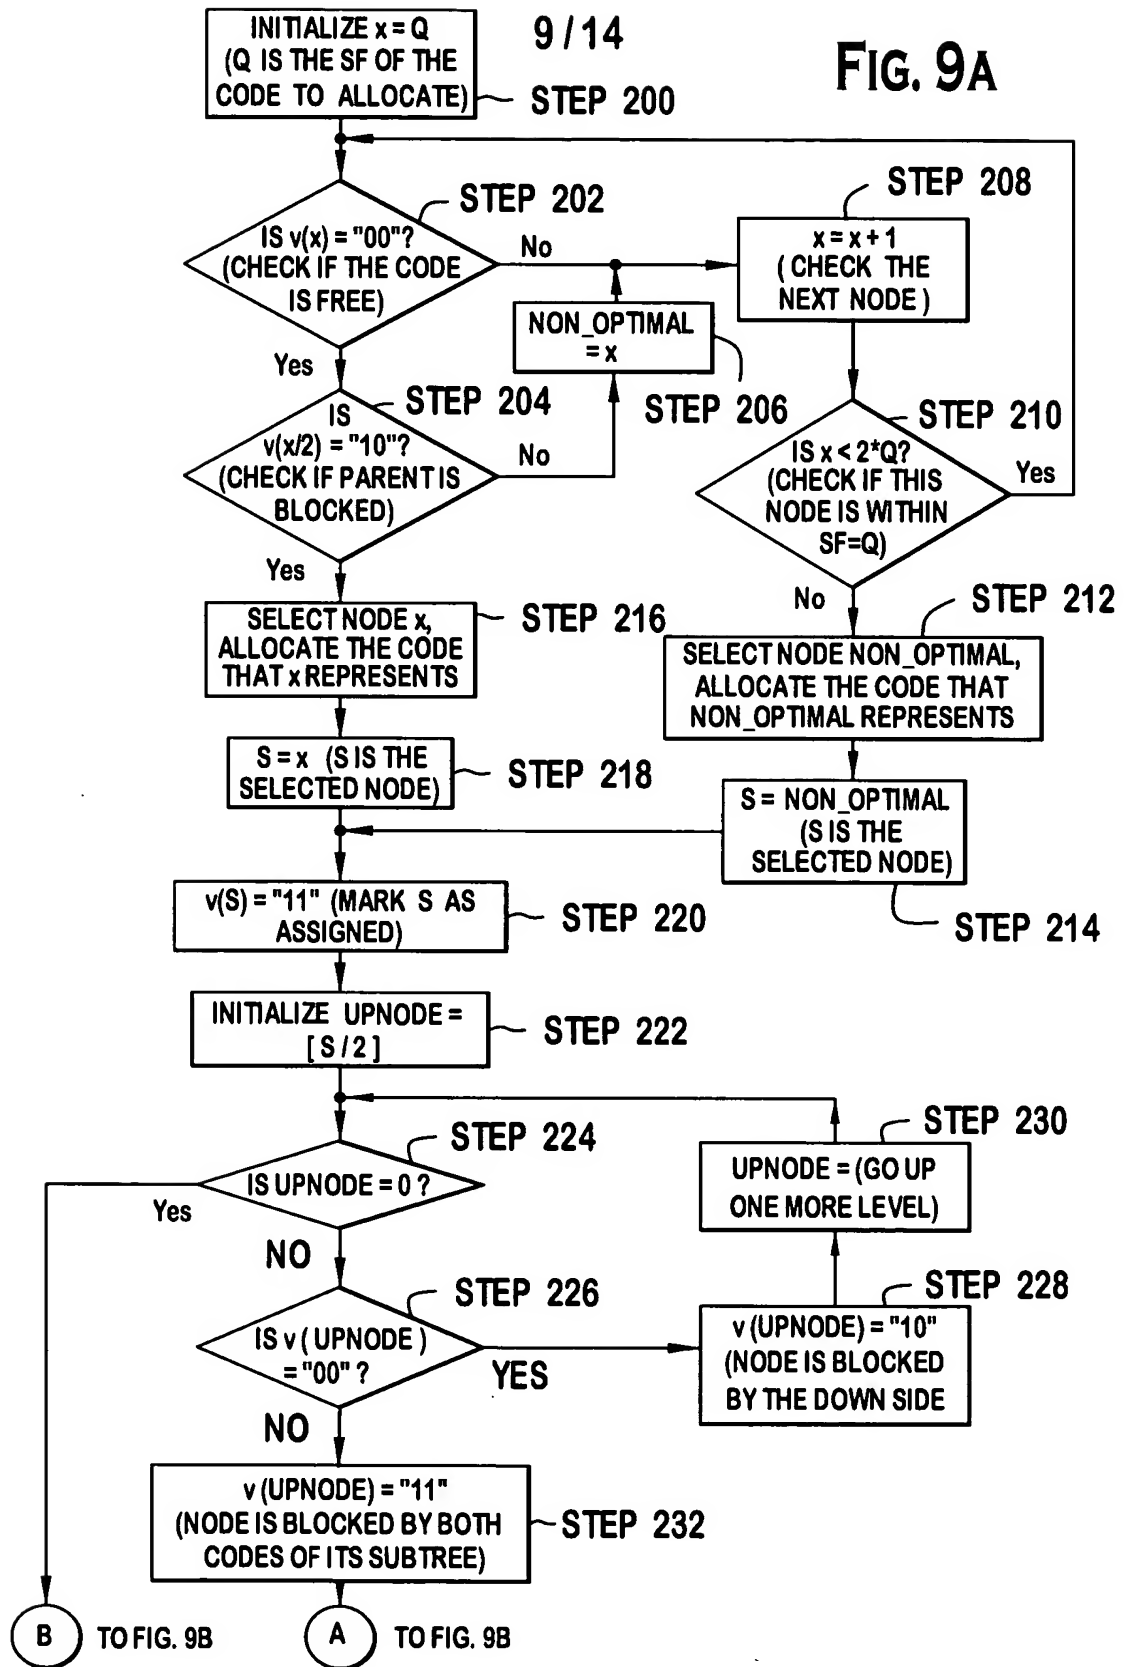 9 / 14
FIG. 9A
INITIALIZE x = Q
(Q IS THE SF OF THE
CODE TO ALLOCATE)
STEP 200
STEP 202
IS v(x) = "00"?
(CHECK IF THE CODE
IS FREE)
No
Yes
STEP 208
x = x + 1
( CHECK THE
NEXT NODE )
NON_OPTIMAL
= x
STEP 206
STEP 204
IS
v(x/2) = "10"?
(CHECK IF PARENT IS
BLOCKED)
No
Yes
STEP 210
IS x < 2*Q?
(CHECK IF THIS
NODE IS WITHIN
SF=Q)
Yes
No
STEP 216
SELECT NODE x,
ALLOCATE THE CODE
THAT x REPRESENTS
STEP 212
SELECT NODE NON_OPTIMAL,
ALLOCATE THE CODE THAT
NON_OPTIMAL REPRESENTS
S = x (S IS THE
SELECTED NODE)
STEP 218
S = NON_OPTIMAL
(S IS THE
SELECTED NODE)
STEP 214
v(S) = "11" (MARK S AS
ASSIGNED)
STEP 220
INITIALIZE UPNODE =
[ S / 2 ]
STEP 222
STEP 224
IS UPNODE = 0 ?
Yes
NO
STEP 230
UPNODE = (GO UP
ONE MORE LEVEL)
STEP 226
IS v ( UPNODE )
= "00" ?
YES
NO
STEP 228
v (UPNODE) = "10"
(NODE IS BLOCKED
BY THE DOWN SIDE
v (UPNODE) = "11"
(NODE IS BLOCKED BY BOTH
CODES OF ITS SUBTREE)
STEP 232
B
TO FIG. 9B
A
TO FIG. 9B